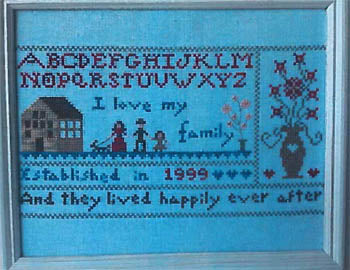 ABCDEFGHIJKLM
NOPQRSTUVWXYZ
I love my
family
Established in 1999
And they lived happily ever after